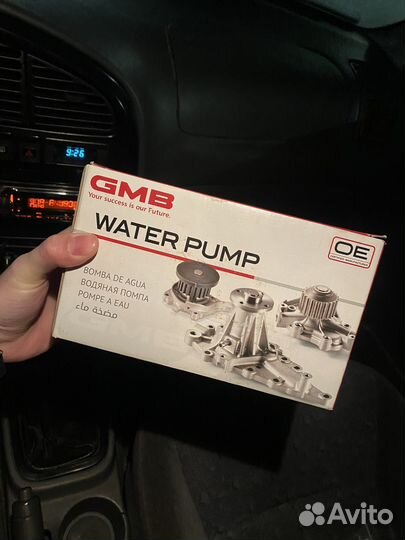 9:26
GMB
Your success is our Future.
WATER PUMP
OE
BOMBA DE AGUA
ВОДЯНАЯ ПОМПА
POMPE A EAU
مضخة ماء
Avito